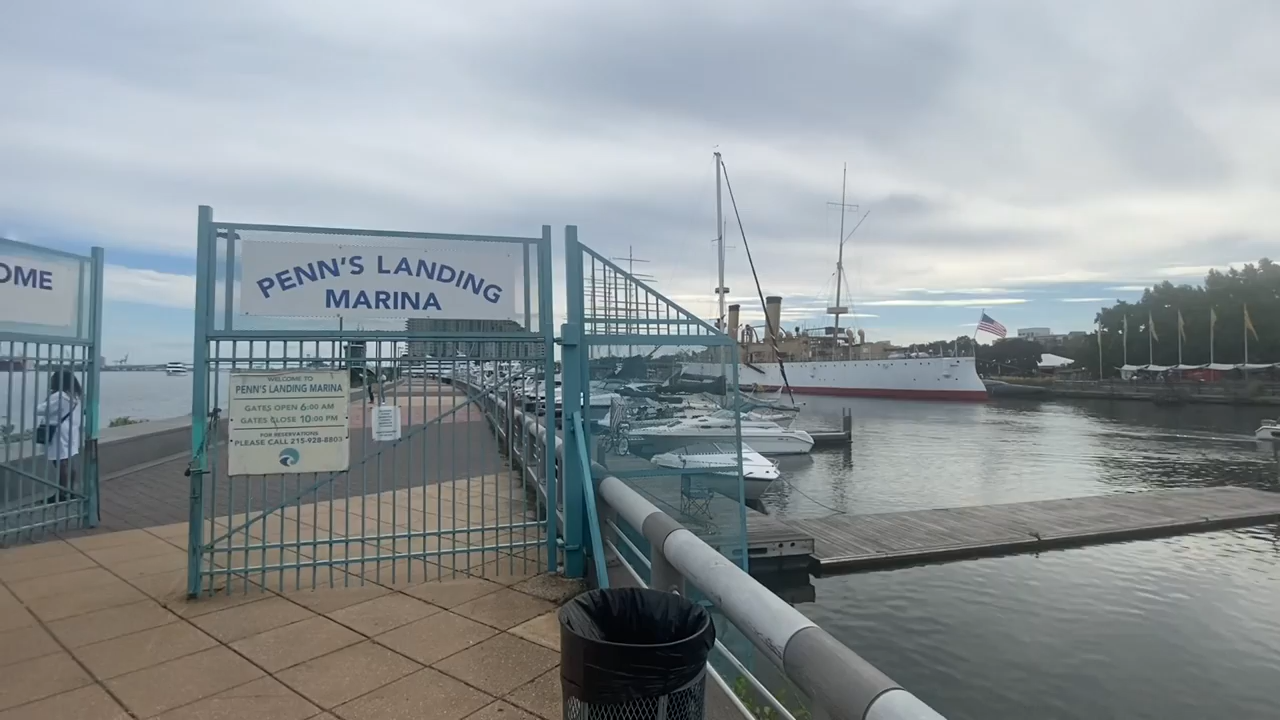 OME
PENN'S LANDING
MARINA
WELCOME TO
PENN'S LANDING MARINA
GATES OPEN 6:00 AM
GATES CLOSE 10:00 PM
FOR RESERVATIONS
PLEASE CALL 215-928-8803